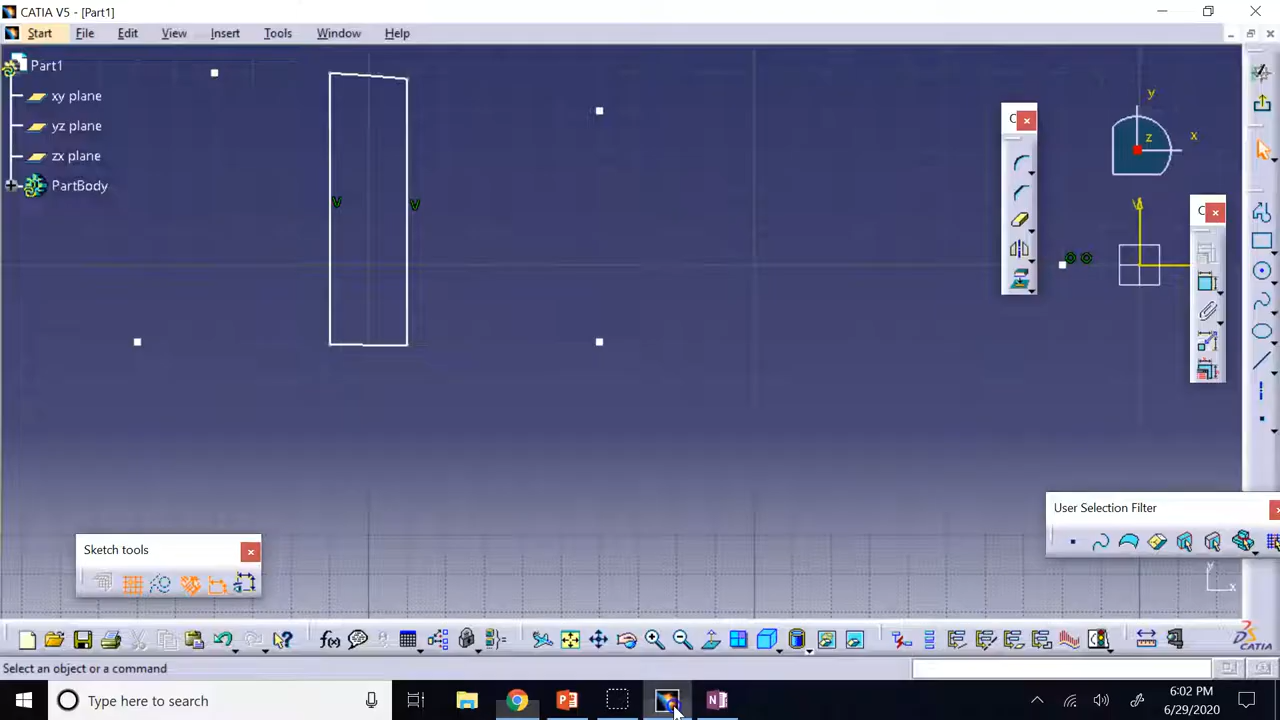 CATIA V5 - [Part1]
Start File Edit View Insert Tools Window Help
Part1
xy plane
yz plane
zx plane
PartBody
V
V
C
y
x
z
C
User Selection Filter
Sketch tools
y
x
f(x)
CATIA
Select an object or a command
Type here to search
6:02 PM
6/29/2020